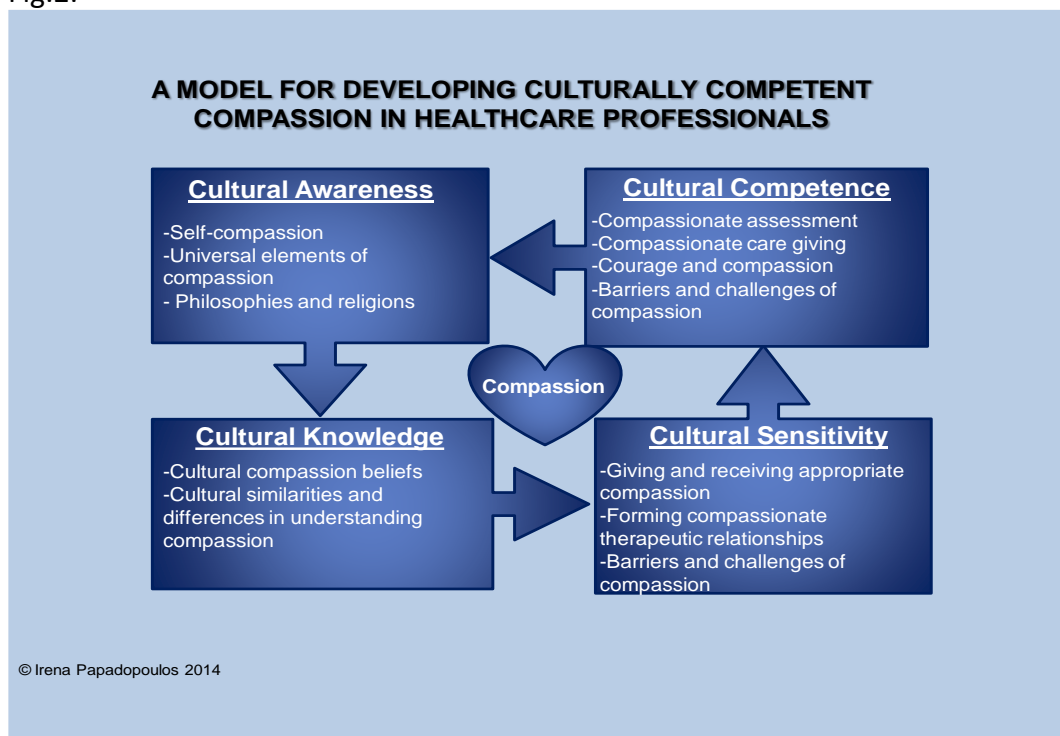 A MODEL FOR DEVELOPING CULTURALLY COMPETENT
COMPASSION IN HEALTHCARE PROFESSIONALS
Cultural Awareness
-Self-compassion
-Universal elements of
compassion
- Philosophies and religions
Cultural Competence
-Compassionate assessment
-Compassionate care giving
-Courage and compassion
-Barriers and challenges of
compassion
Compassion
Cultural Knowledge
-Cultural compassion beliefs
-Cultural similarities and
differences in understanding
compassion
Cultural Sensitivity
-Giving and receiving appropriate
compassion
-Forming compassionate
therapeutic relationships
-Barriers and challenges of
compassion
© Irena Papadopoulos 2014